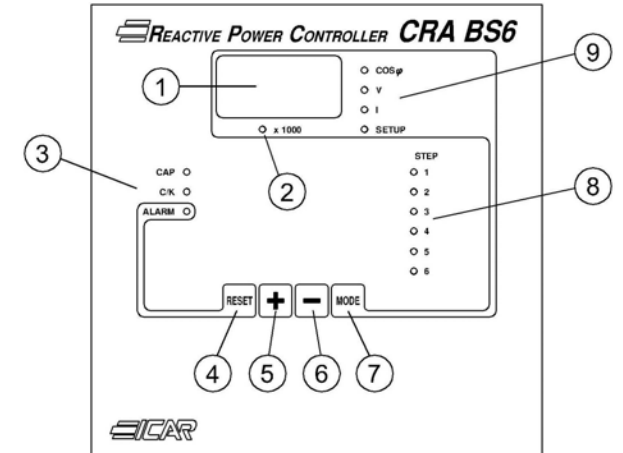 REACTIVE POWER CONTROLLER CRA BS6
1
COSφ
9
V
I
x 1000
SETUP
2
3
STEP
CAP
1
C/K
2
8
ALARM
3
4
5
6
RESET
+
−
MODE
4
5
6
7
ICAR